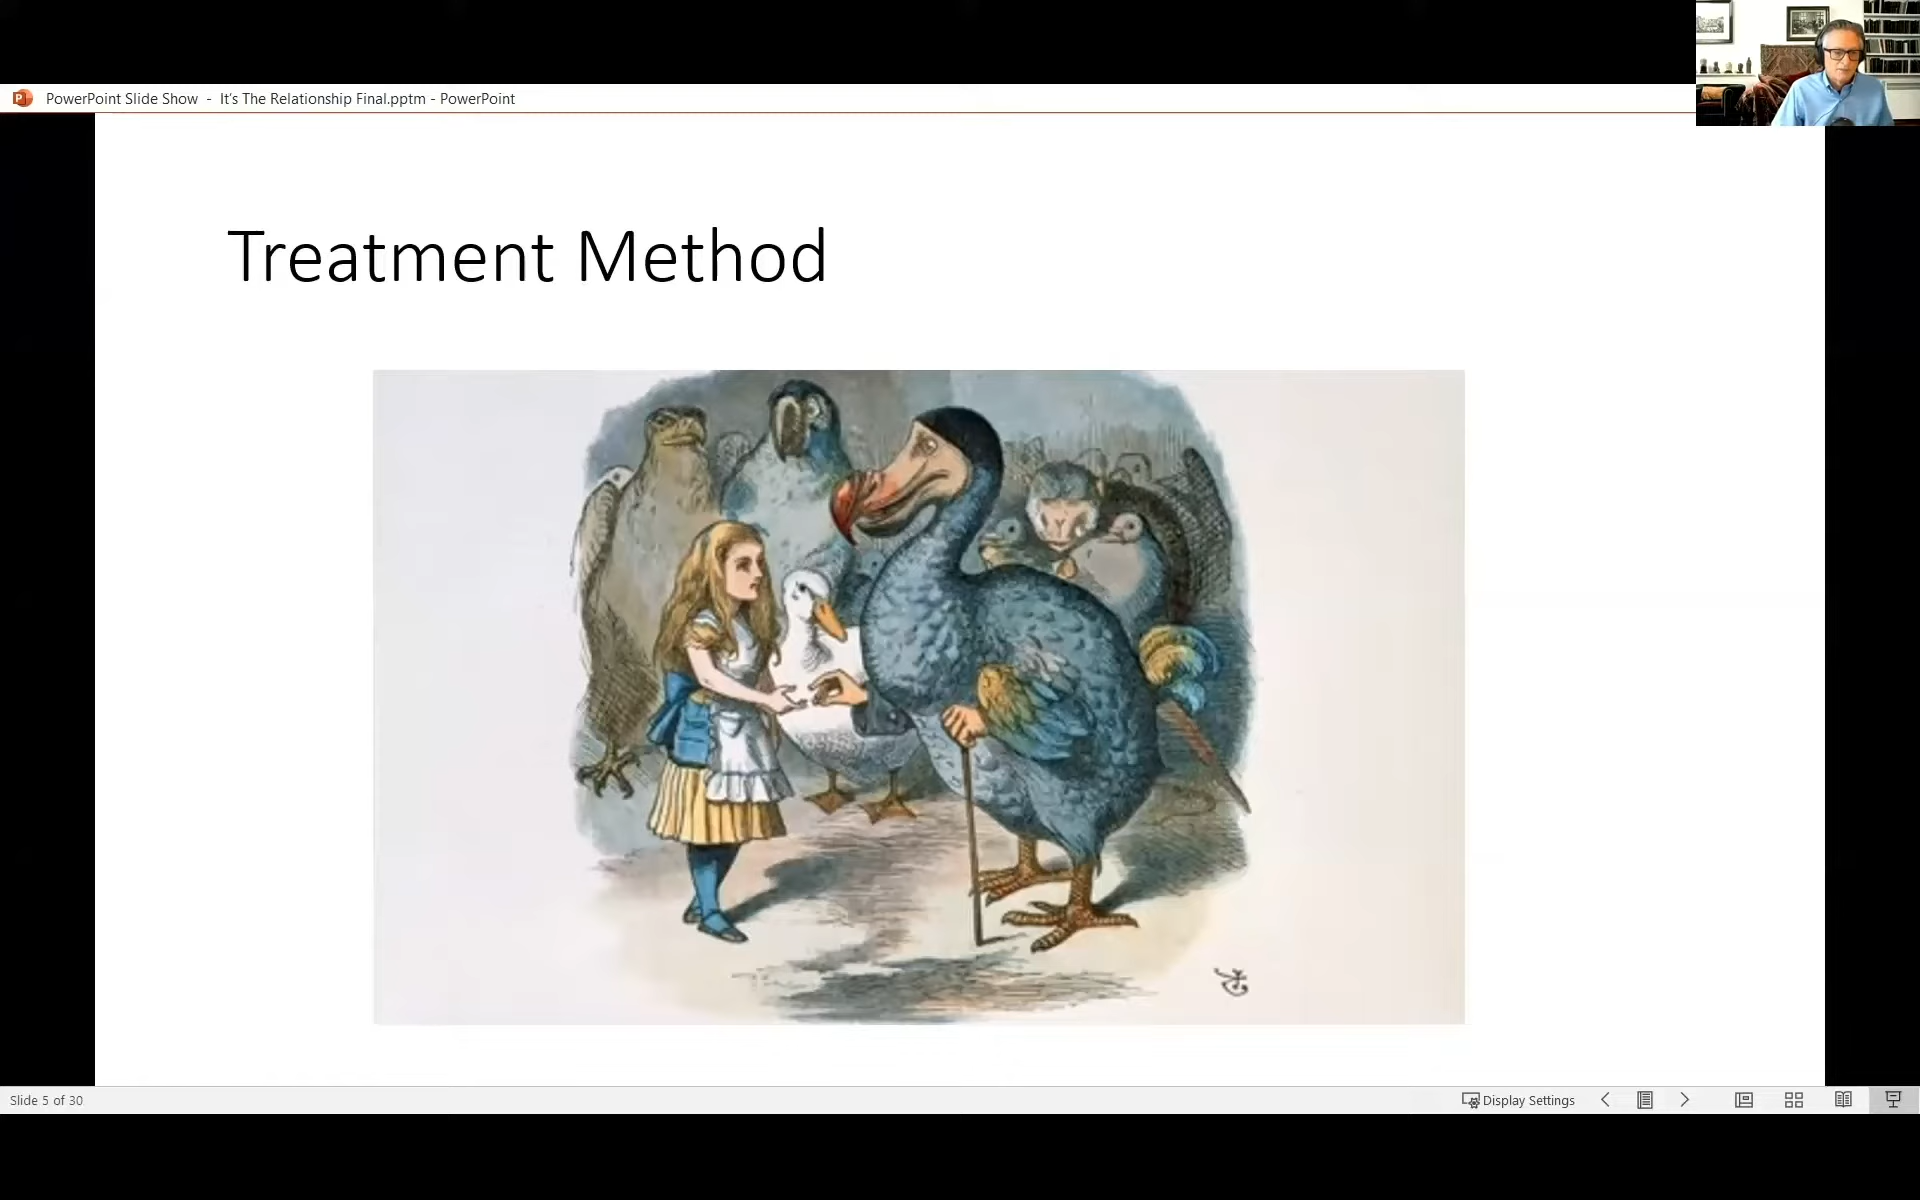 PowerPoint Slide Show - It's The Relationship Final.pptm - PowerPoint
Treatment Method
Slide 5 of 30
Display Settings